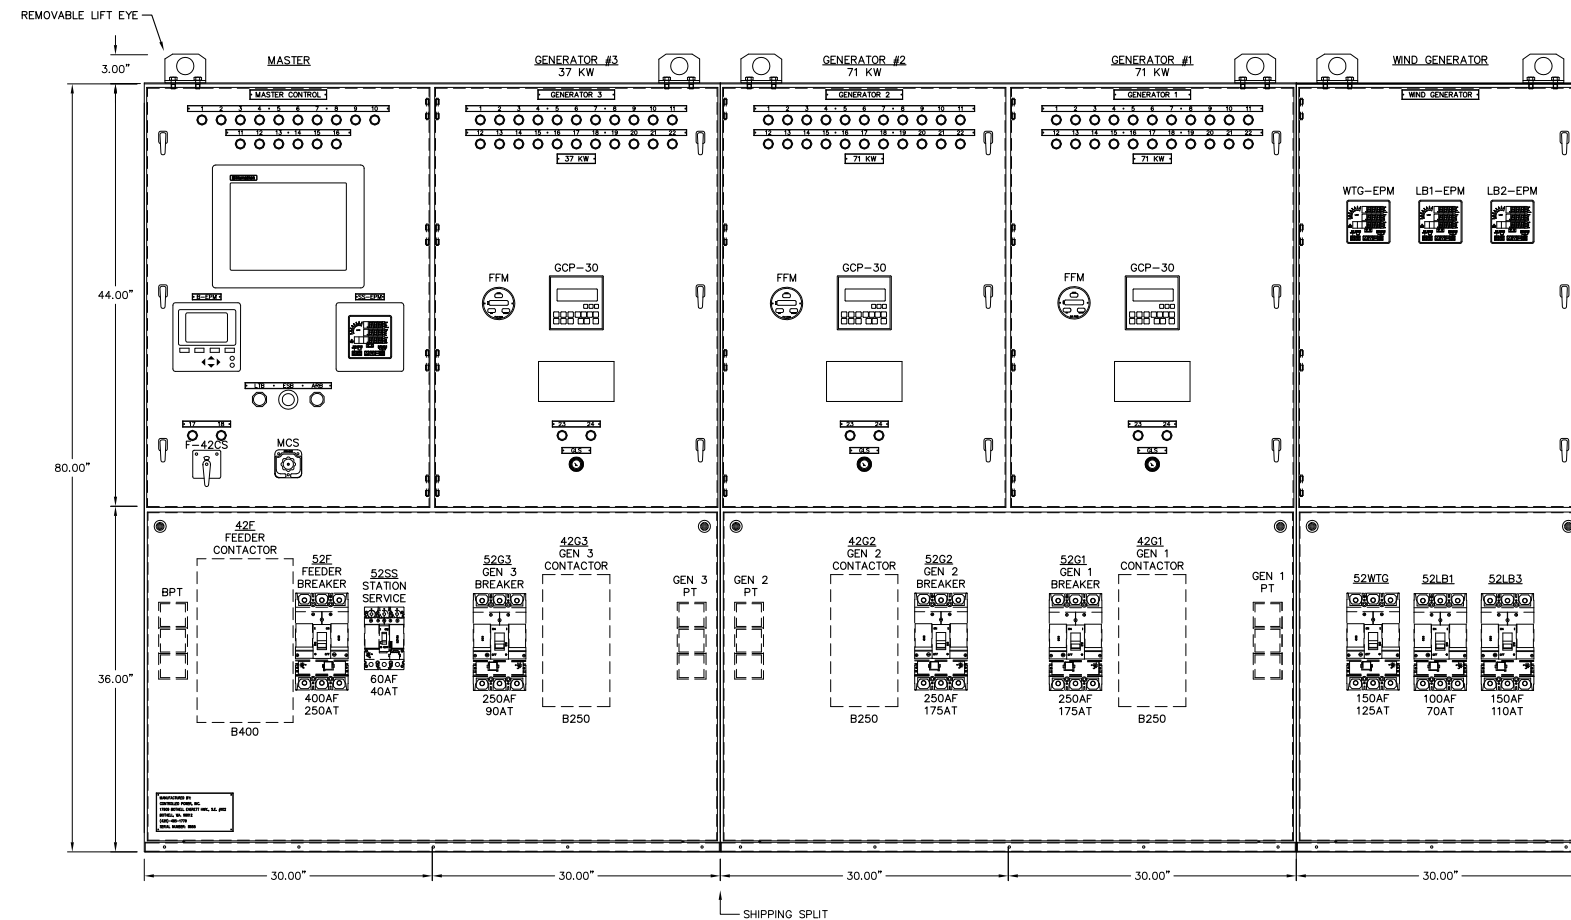 REMOVABLE LIFT EYE
3.00”
MASTER
GENERATOR #3
37 KW
GENERATOR #2
71 KW
GENERATOR #1
71 KW
WIND GENERATOR
MASTER CONTROL
GENERATOR 3
GENERATOR 2
GENERATOR 1
WIND GENERATOR
1 2 3 4 5 6 7 8 9 10
1 2 3 4 5 6 7 8 9 10 11
1 2 3 4 5 6 7 8 9 10 11
1 2 3 4 5 6 7 8 9 10 11
11 12 13 14 15 16
12 13 14 15 16 17 18 19 20 21 22
12 13 14 15 16 17 18 19 20 21 22
12 13 14 15 16 17 18 19 20 21 22
37 KW
71 KW
71 KW
WTG-EPM
LB1-EPM
LB2-EPM
FFM
GCP-30
FFM
GCP-30
FFM
GCP-30
44.00”
SS-EPM
LTB ESB ARB
17 18
F-42CS
MCS
23 24
GLS
23 24
GLS
23 24
GLS
80.00”
42F
FEEDER
CONTACTOR
52F
FEEDER
BREAKER
52SS
STATION
SERVICE
52G3
GEN 3
BREAKER
42G3
GEN 3
CONTACTOR
GEN 3
PT
GEN 2
PT
42G2
GEN 2
CONTACTOR
52G2
GEN 2
BREAKER
52G1
GEN 1
BREAKER
42G1
GEN 1
CONTACTOR
GEN 1
PT
52WTG
52LB1
52LB3
BPT
36.00”
60AF
40AT
400AF
250AT
250AF
90AT
250AF
175AT
250AF
175AT
150AF
125AT
100AF
70AT
150AF
110AT
B400
B250
B250
B250
MANUFACTURED BY:
CONTROLLED POWER, INC.
30.00”
30.00”
30.00”
30.00”
30.00”
SHIPPING SPLIT